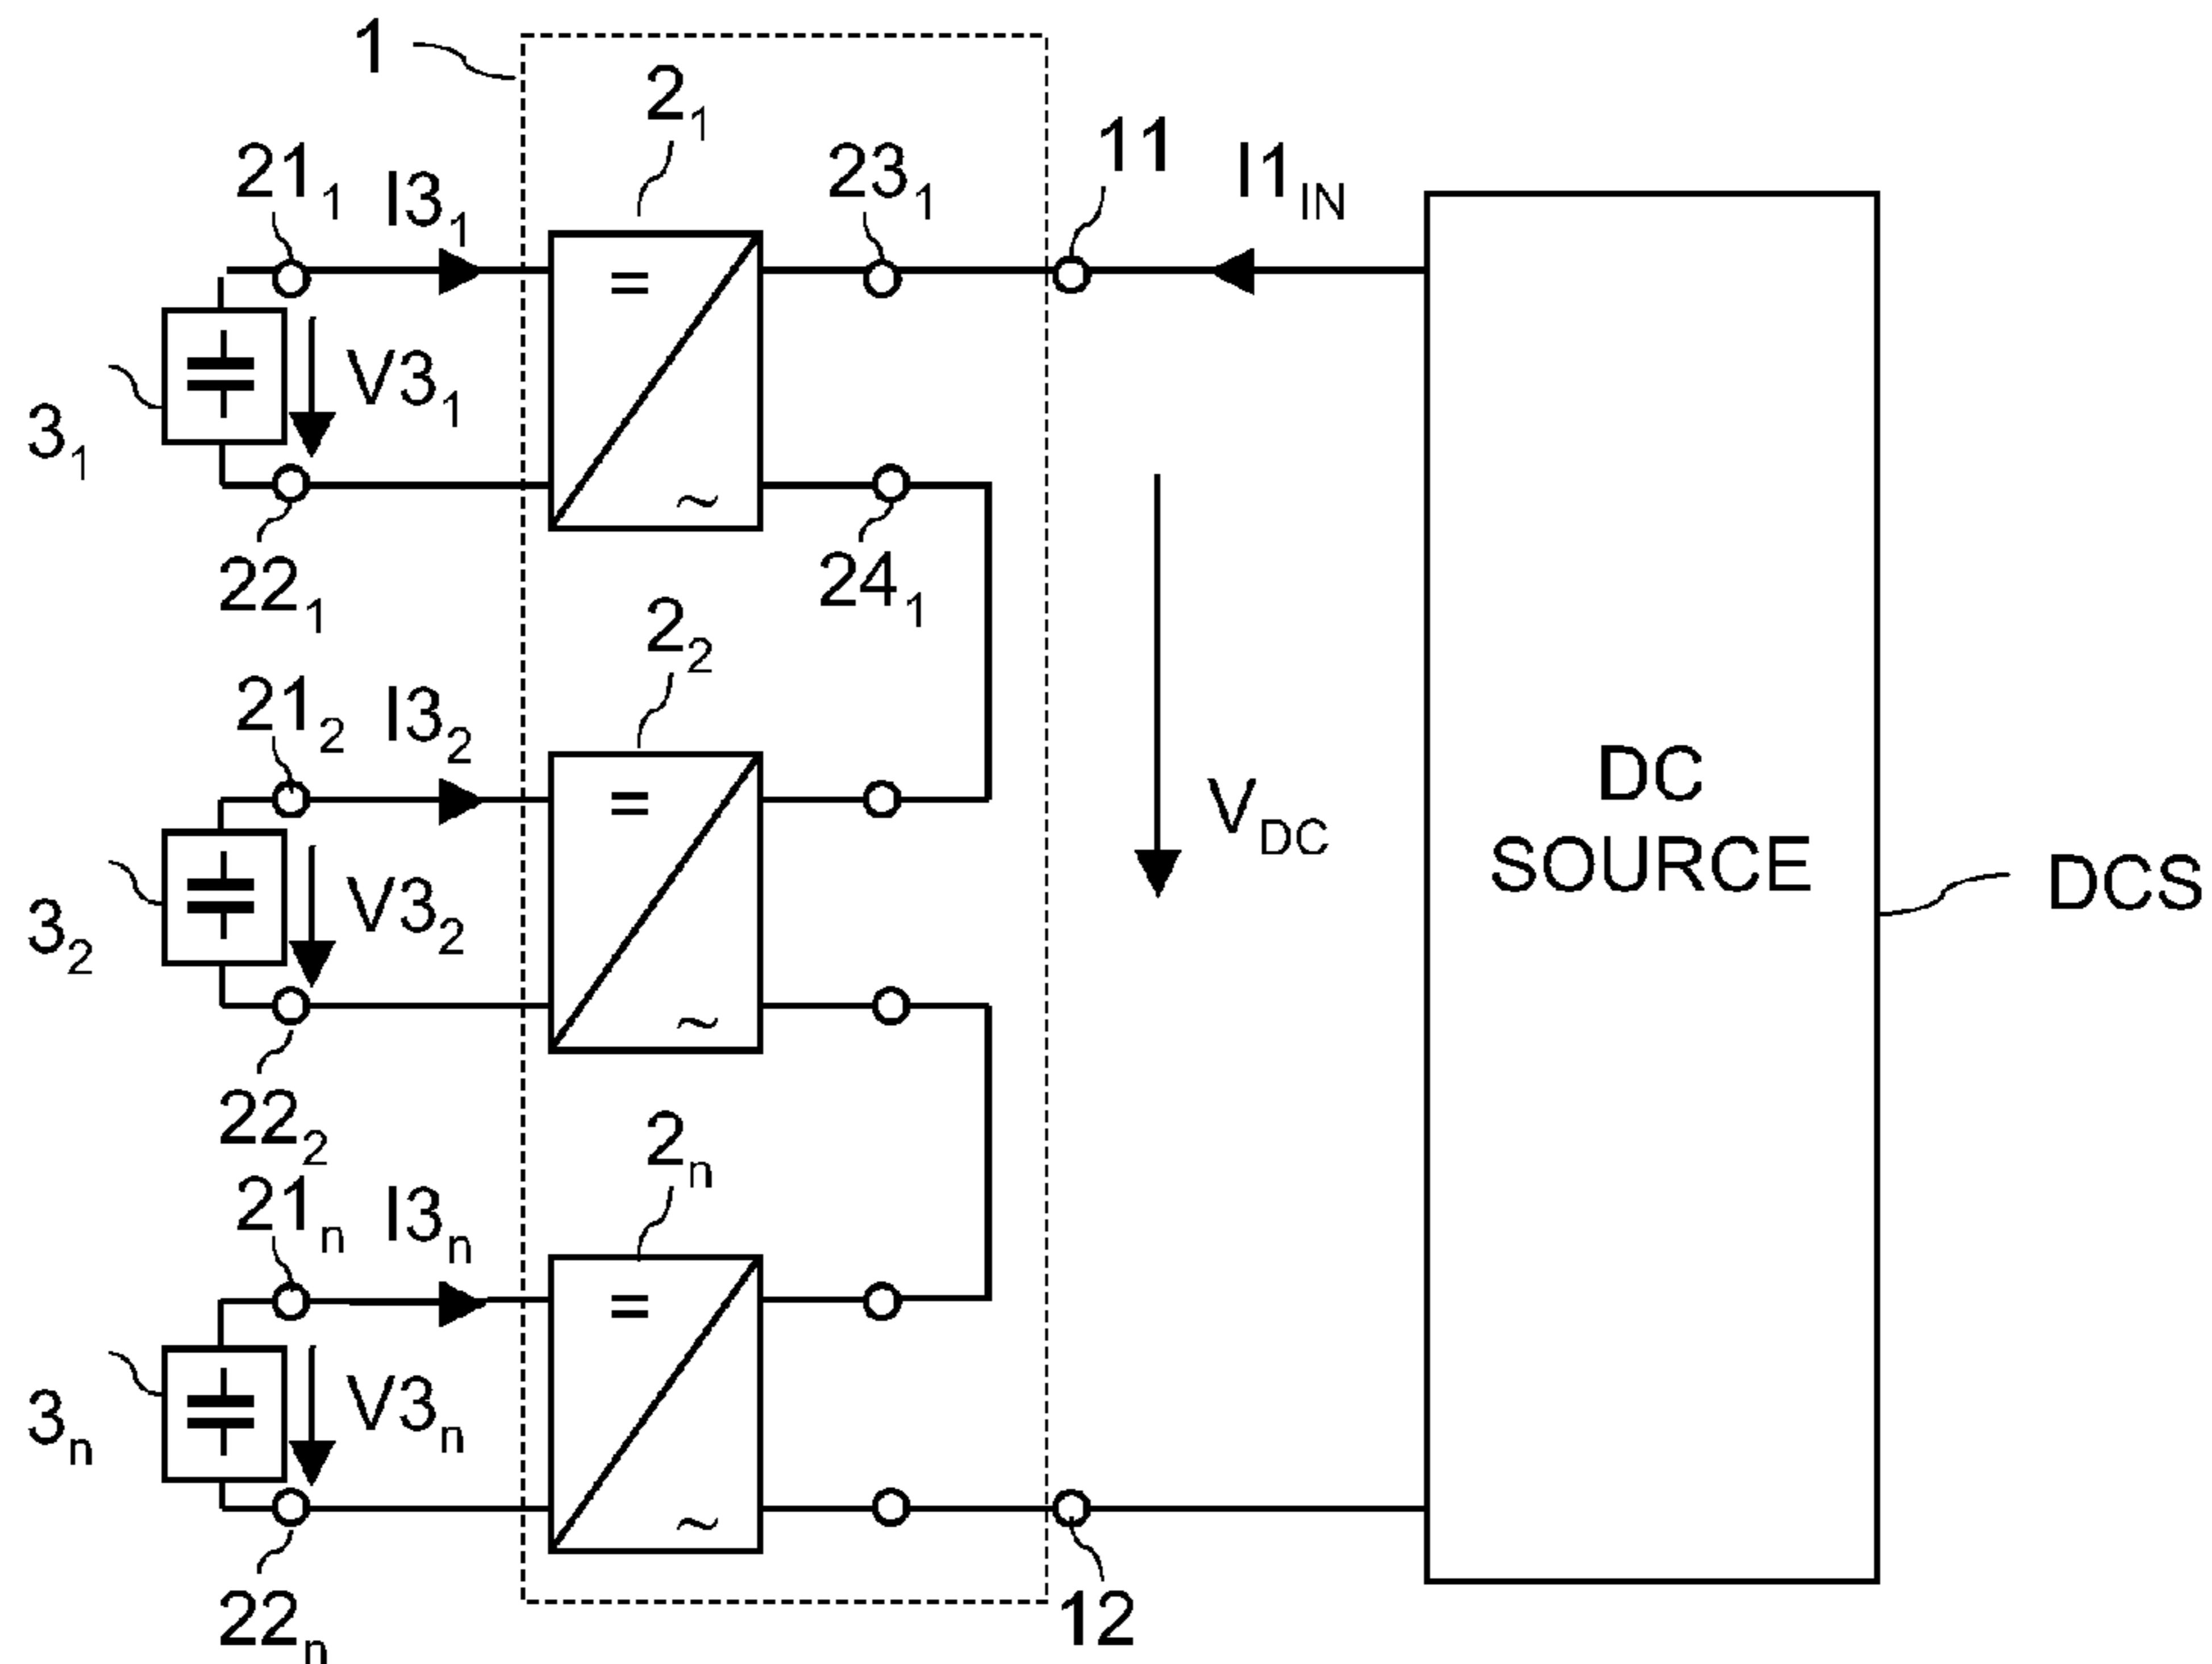 1
2₁
21₁
I3₁
23₁
11
I1IN
=
3₁
V3₁
~
22₁
24₁
2₂
21₂
I3₂
=
VDC
DC
SOURCE
DCS
3₂
V3₂
~
22₂
2n
21n
I3n
=
3n
V3n
~
22n
12